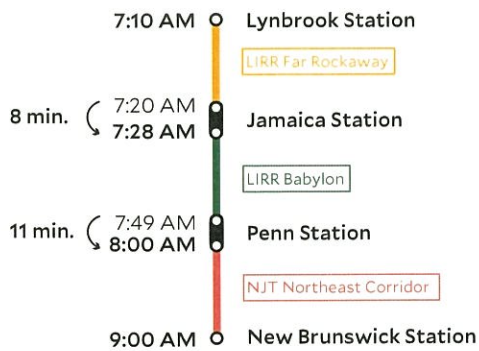 7:10 AM Lynbrook Station
LIRR Far Rockaway
7:20 AM
8 min. Jamaica Station
7:28 AM
LIRR Babylon
7:49 AM
11 min. Penn Station
8:00 AM
NJT Northeast Corridor
9:00 AM New Brunswick Station